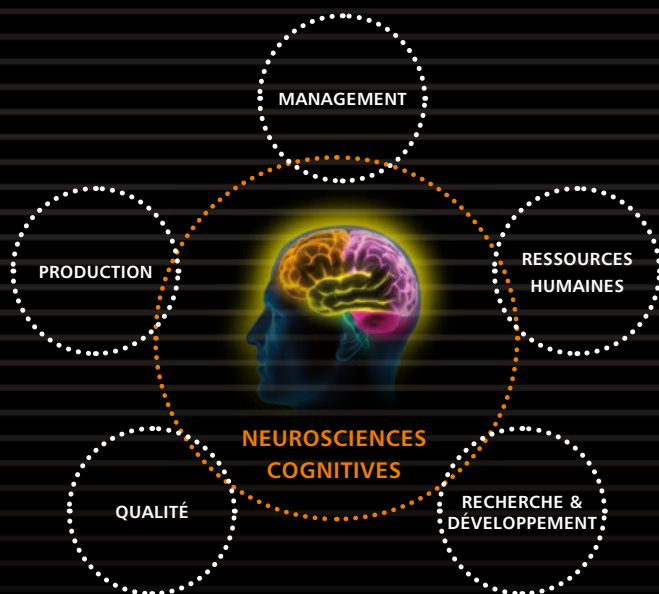 MANAGEMENT
PRODUCTION
RESSOURCES
HUMAINES
NEUROSCIENCES
COGNITIVES
QUALITÉ
RECHERCHE &
DÉVELOPPEMENT